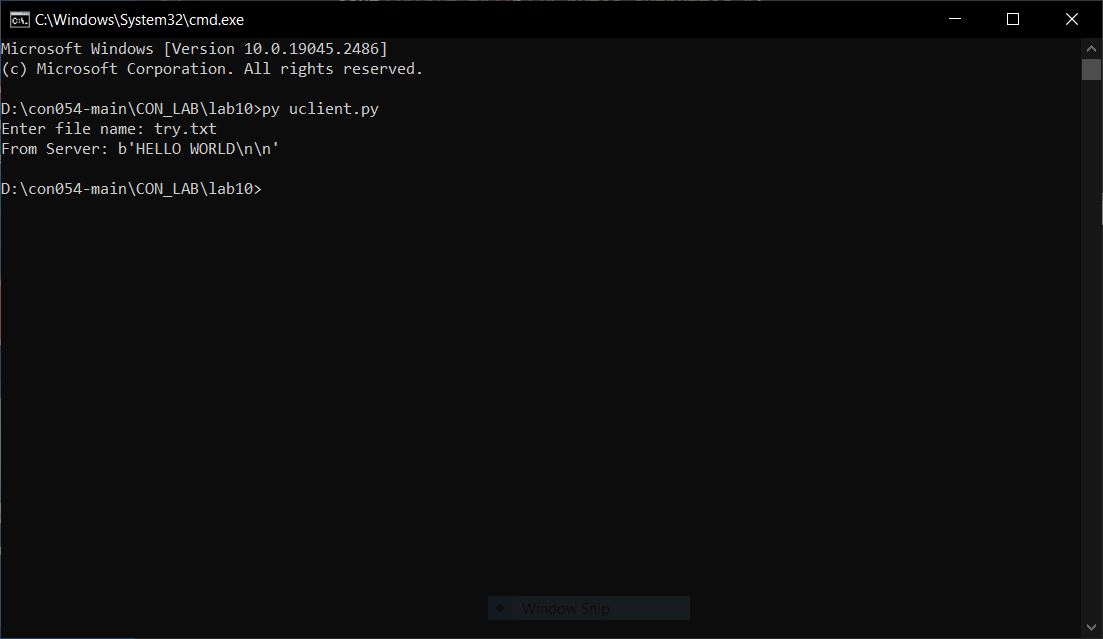 C:\Windows\System32\cmd.exe
Microsoft Windows [Version 10.0.19045.2486]
(c) Microsoft Corporation. All rights reserved.
D:\con054-main\CON_LAB\lab10>py uclient.py
Enter file name: try.txt
From Server: b'HELLO WORLD\n\n'
D:\con054-main\CON_LAB\lab10>
Window Snip